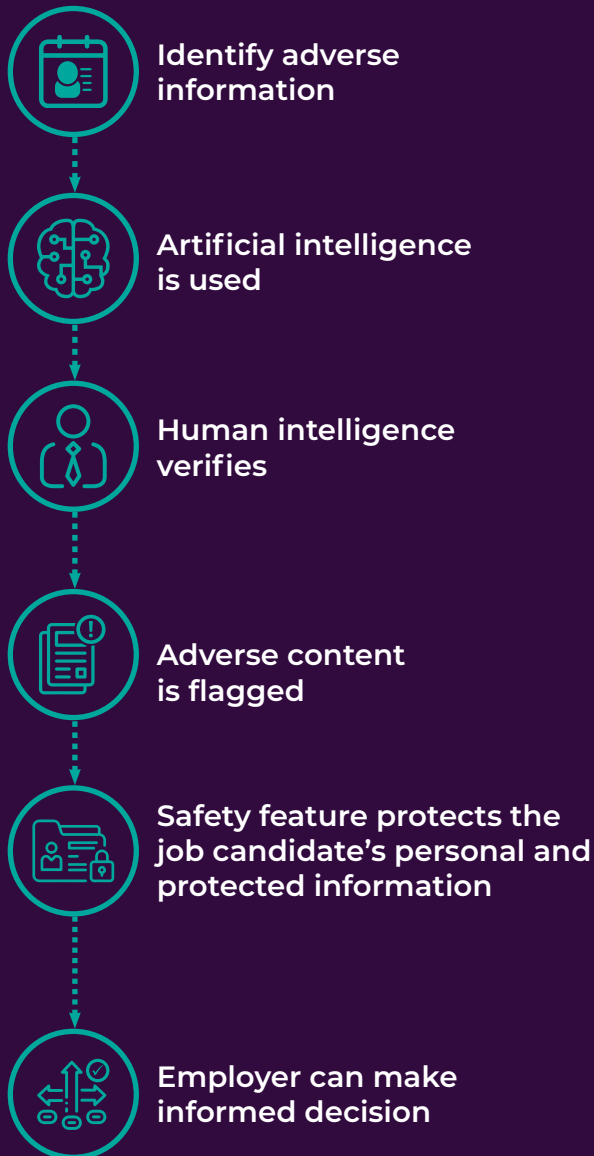 Identify adverse
information
Artificial intelligence
is used
Human intelligence
verifies
Adverse content
is flagged
Safety feature protects the
job candidate’s personal and
protected information
Employer can make
informed decision